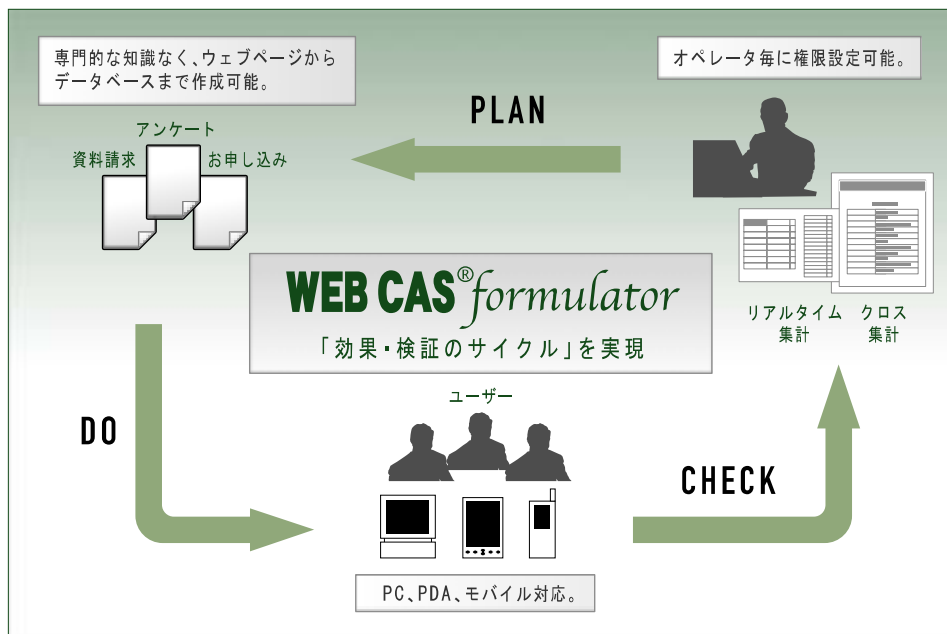 専門的な知識なく、ウェブページから
データベースまで作成可能。
オペレータ毎に権限設定可能。
PLAN
アンケート
資料請求
お申し込み
WEB CAS® formulator
「効果・検証のサイクル」を実現
リアルタイム
集計
クロス
集計
ユーザー
DO
CHECK
PC、PDA、モバイル対応。